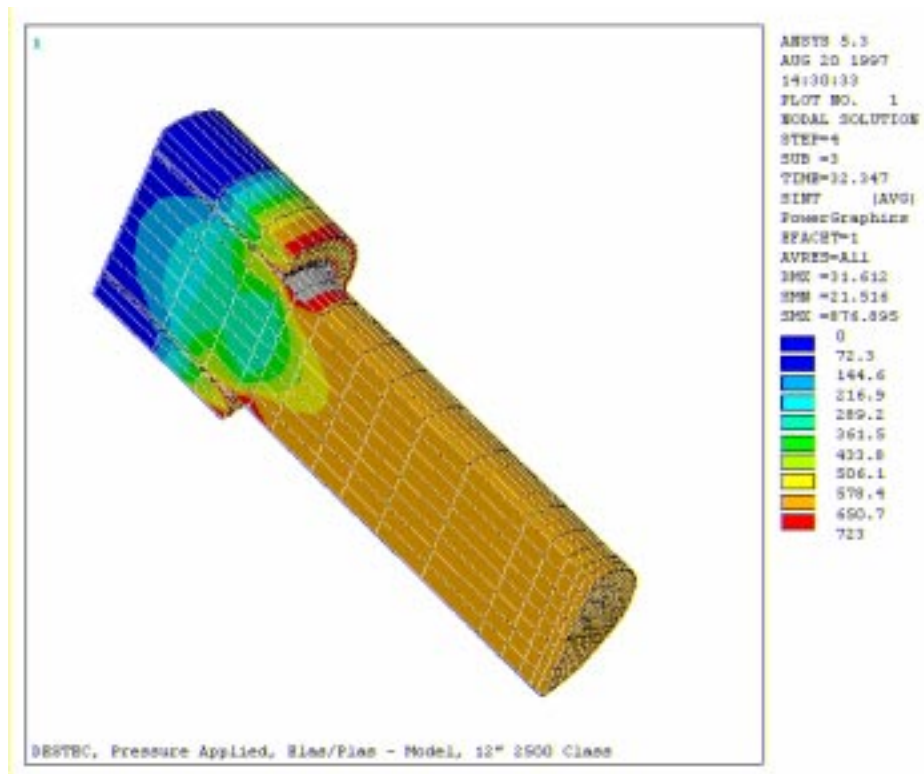 1
ANSYS 5.3
AUG 20 1997
14:30:33
PLOT NO. 1
NODAL SOLUTION
STEP=4
SUB =3
TIME=32.347
SINT (AVG)
PowerGraphics
EFACET=1
AVRES=All
DMX =31.612
SMN =21.516
SMX =876.895
0
72.3
144.6
216.9
289.2
361.5
433.8
506.1
578.4
650.7
723
DESTEC, Pressure Applied, Elas/Plas - Model, 12" 2500 Class